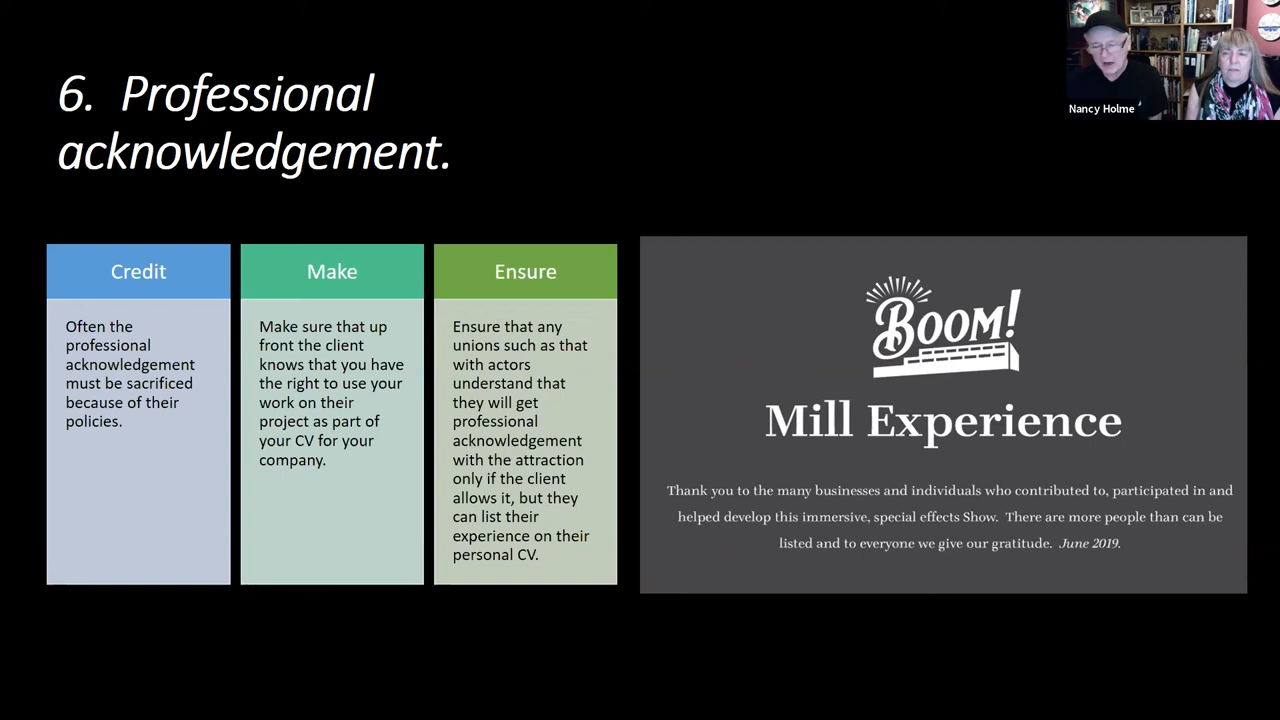 6. Professional
acknowledgement.
Nancy Holme
Credit
Often the
professional
acknowledgement
must be sacrificed
because of their
policies.
Make
Make sure that up
front the client
knows that you have
the right to use your
work on their
project as part of
your CV for your
company.
Ensure
Ensure that any
unions such as that
with actors
understand that
they will get
professional
acknowledgement
with the attraction
only if the client
allows it, but they
can list their
experience on their
personal CV.
BOOM!
Mill Experience
Thank you to the many businesses and individuals who contributed to, participated in and
helped develop this immersive, special effects Show. There are more people than can be
listed and to everyone we give our gratitude. June 2019.